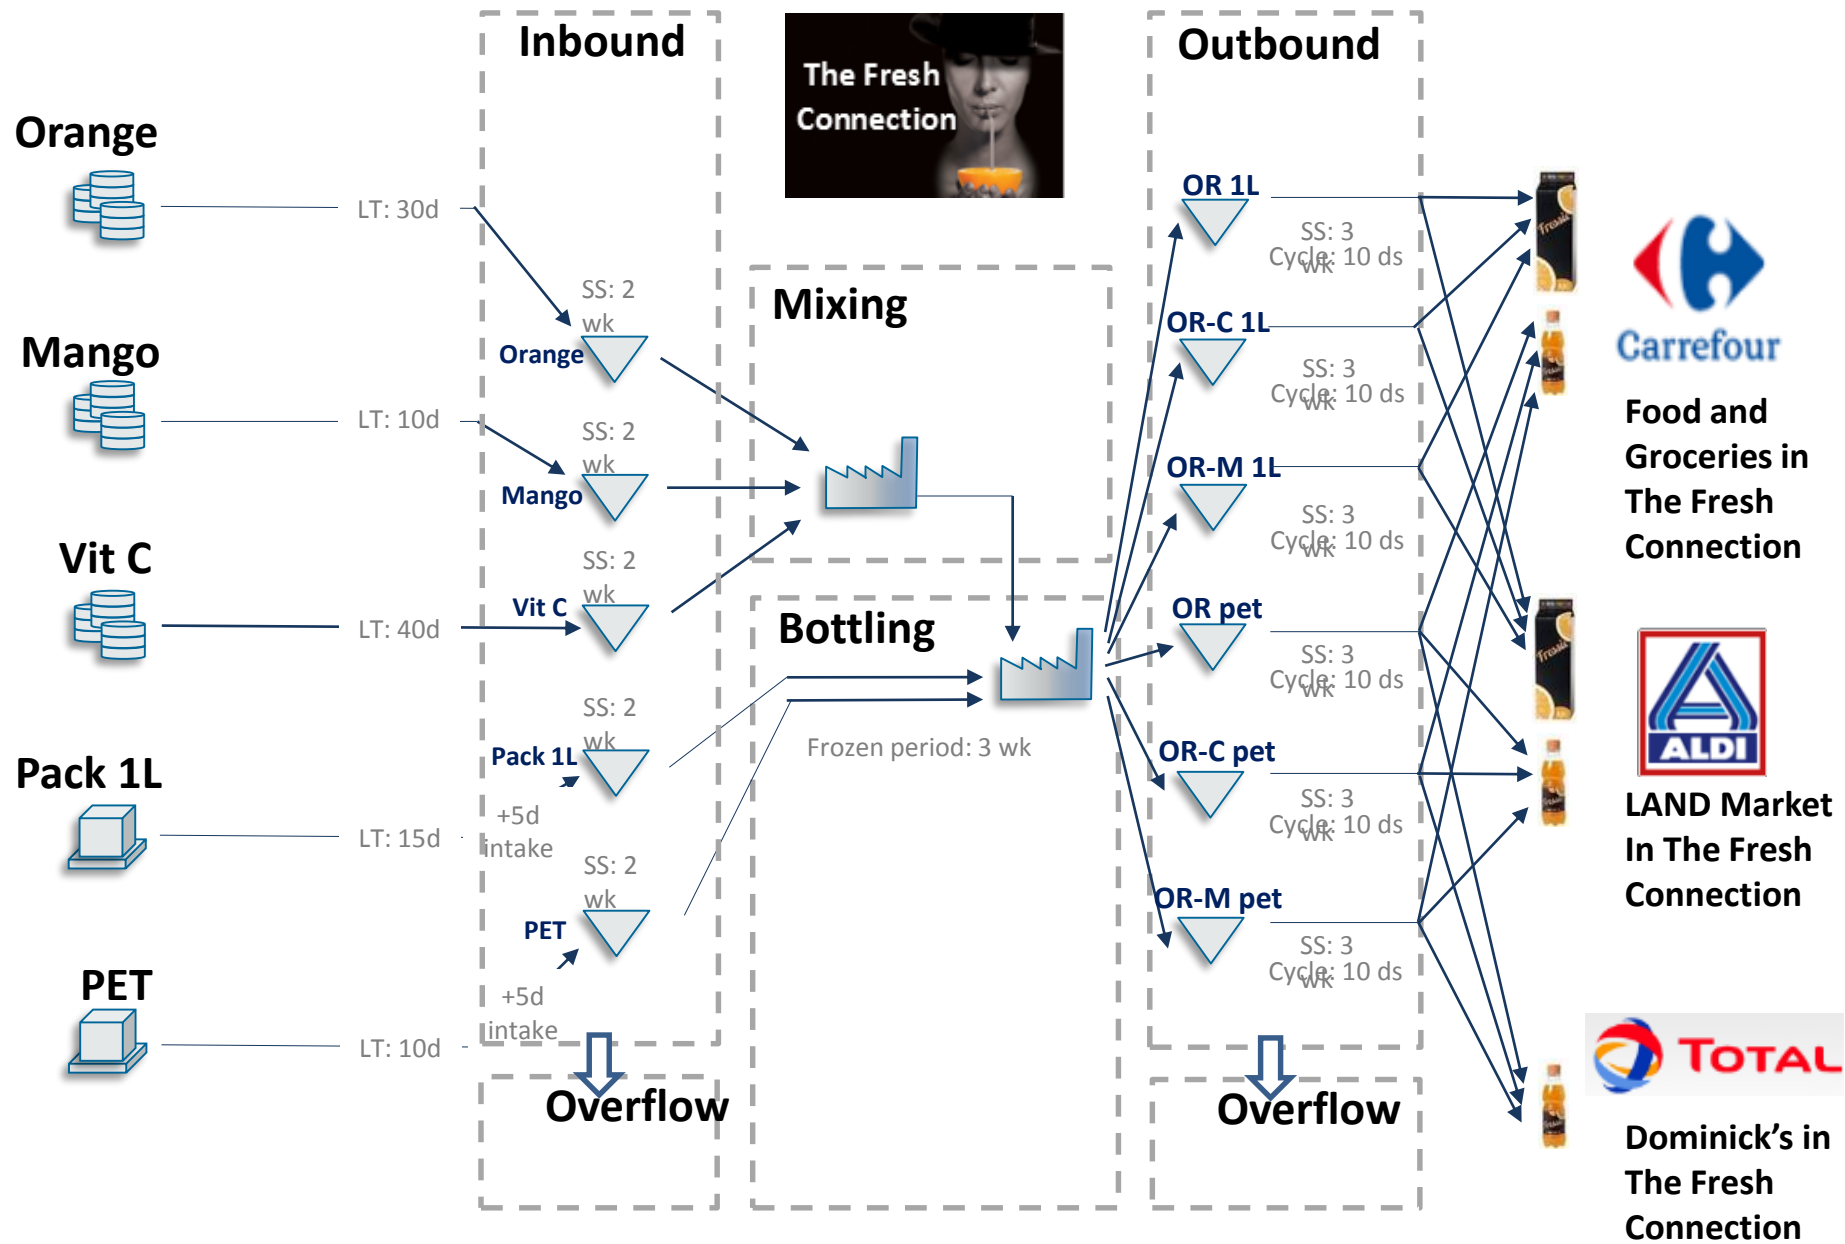 Inbound
The Fresh
Connection
Outbound
Orange
LT: 30d
SS: 2
wk
Orange
Mango
LT: 10d
SS: 2
wk
Mango
Vit C
LT: 40d
SS: 2
wk
Vit C
Pack 1L
LT: 15d
+5d
intake
SS: 2
wk
Pack 1L
PET
LT: 10d
+5d
intake
SS: 2
wk
PET
Overflow
Mixing
Bottling
Frozen period: 3 wk
OR 1L
SS: 3
wk
Cycle: 10 ds
OR-C 1L
SS: 3
wk
Cycle: 10 ds
OR-M 1L
SS: 3
wk
Cycle: 10 ds
OR pet
SS: 3
wk
Cycle: 10 ds
OR-C pet
SS: 3
wk
Cycle: 10 ds
OR-M pet
SS: 3
wk
Cycle: 10 ds
Overflow
Fressie
Carrefour
Food and
Groceries in
The Fresh
Connection
Fressie
ALDI
LAND Market
In The Fresh
Connection
TOTAL
Dominick’s in
The Fresh
Connection